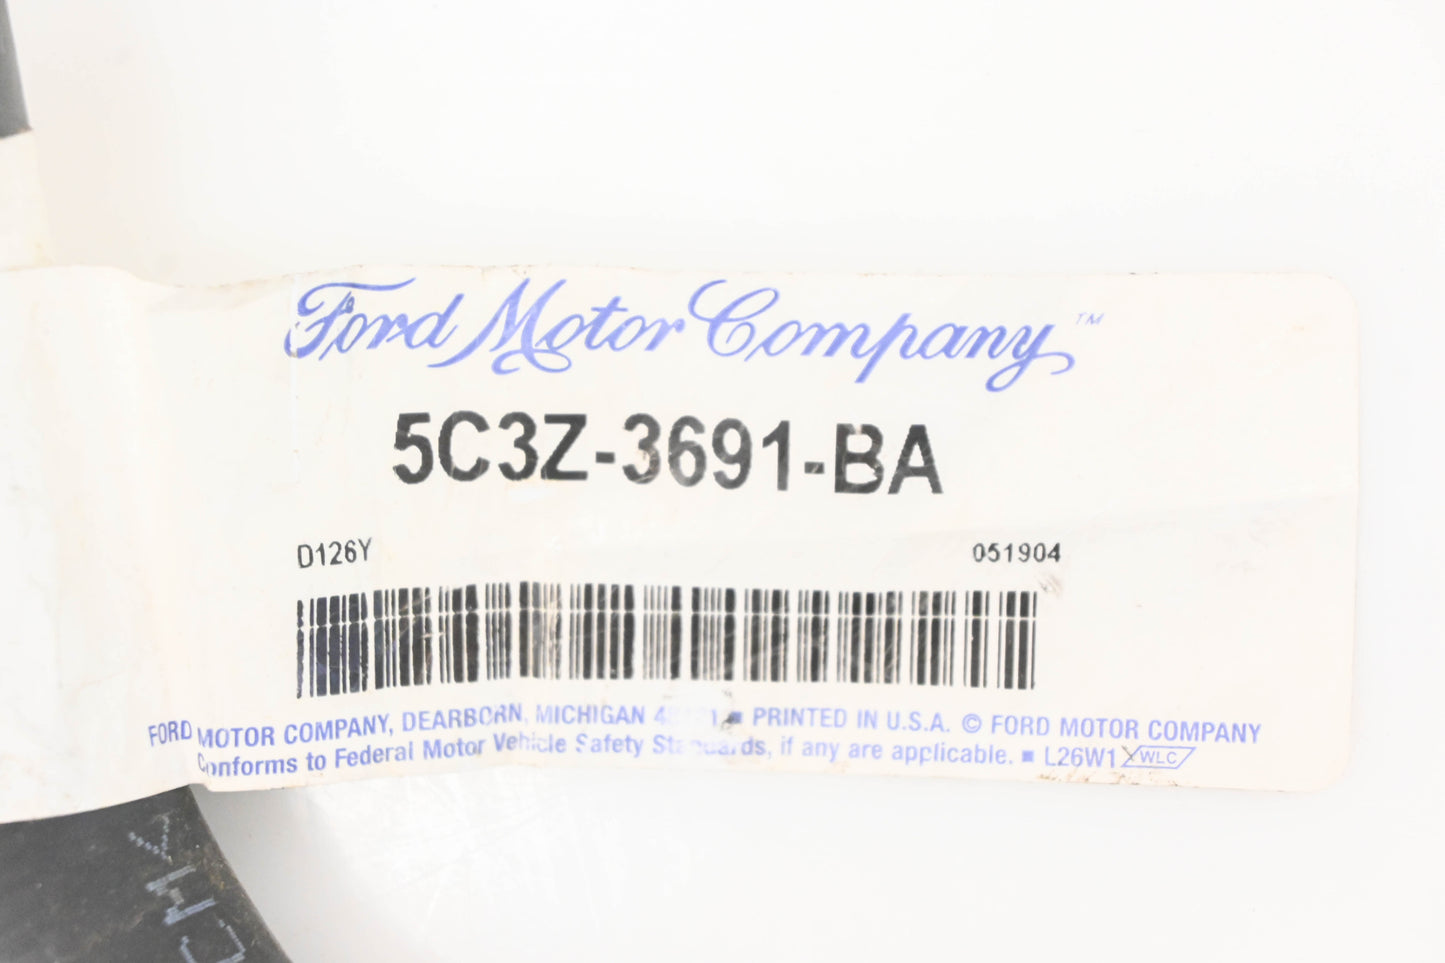 Ford Motor Company™
5C3Z-3691-BA
D126Y 051904
FORD MOTOR COMPANY, DEARBORN, MICHIGAN ■ PRINTED IN U.S.A. © FORD MOTOR COMPANY
Conforms to Federal Motor Vehicle Safety Standards, if any are applicable. ■ L26W1 WLC